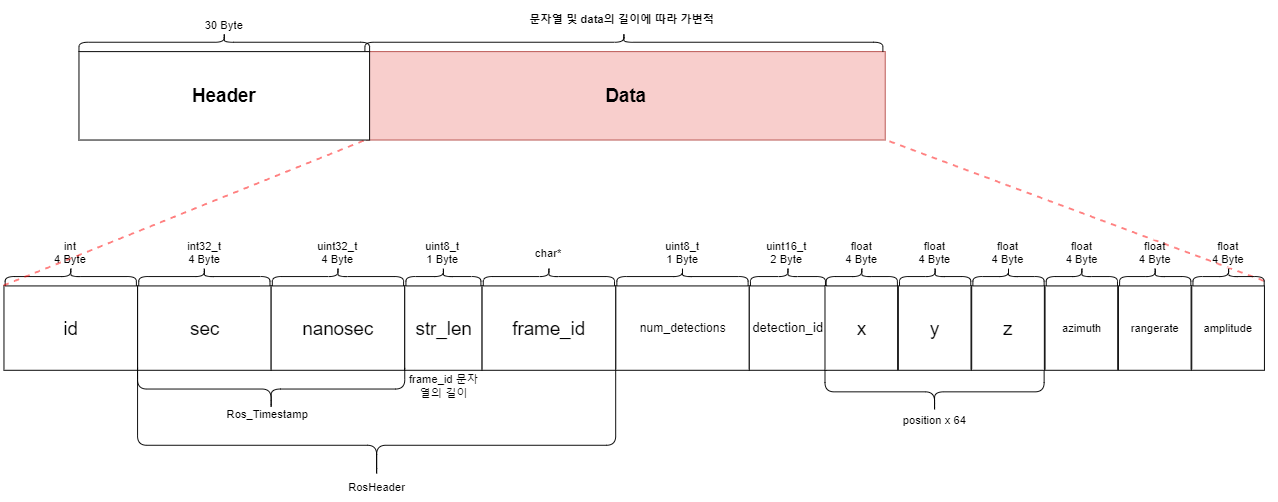 30 Byte
문자열 및 data의 길이에 따라 가변적
Header
Data
int
4 Byte
int32_t
4 Byte
uint32_t
4 Byte
uint8_t
1 Byte
char*
uint8_t
1 Byte
uint16_t
2 Byte
float
4 Byte
float
4 Byte
float
4 Byte
float
4 Byte
float
4 Byte
float
4 Byte
id
sec
nanosec
str_len
frame_id
num_detections
detection_id
x
y
z
azimuth
rangerate
amplitude
frame_id 문자
열의 길이
Ros_Timestamp
position x 64
RosHeader